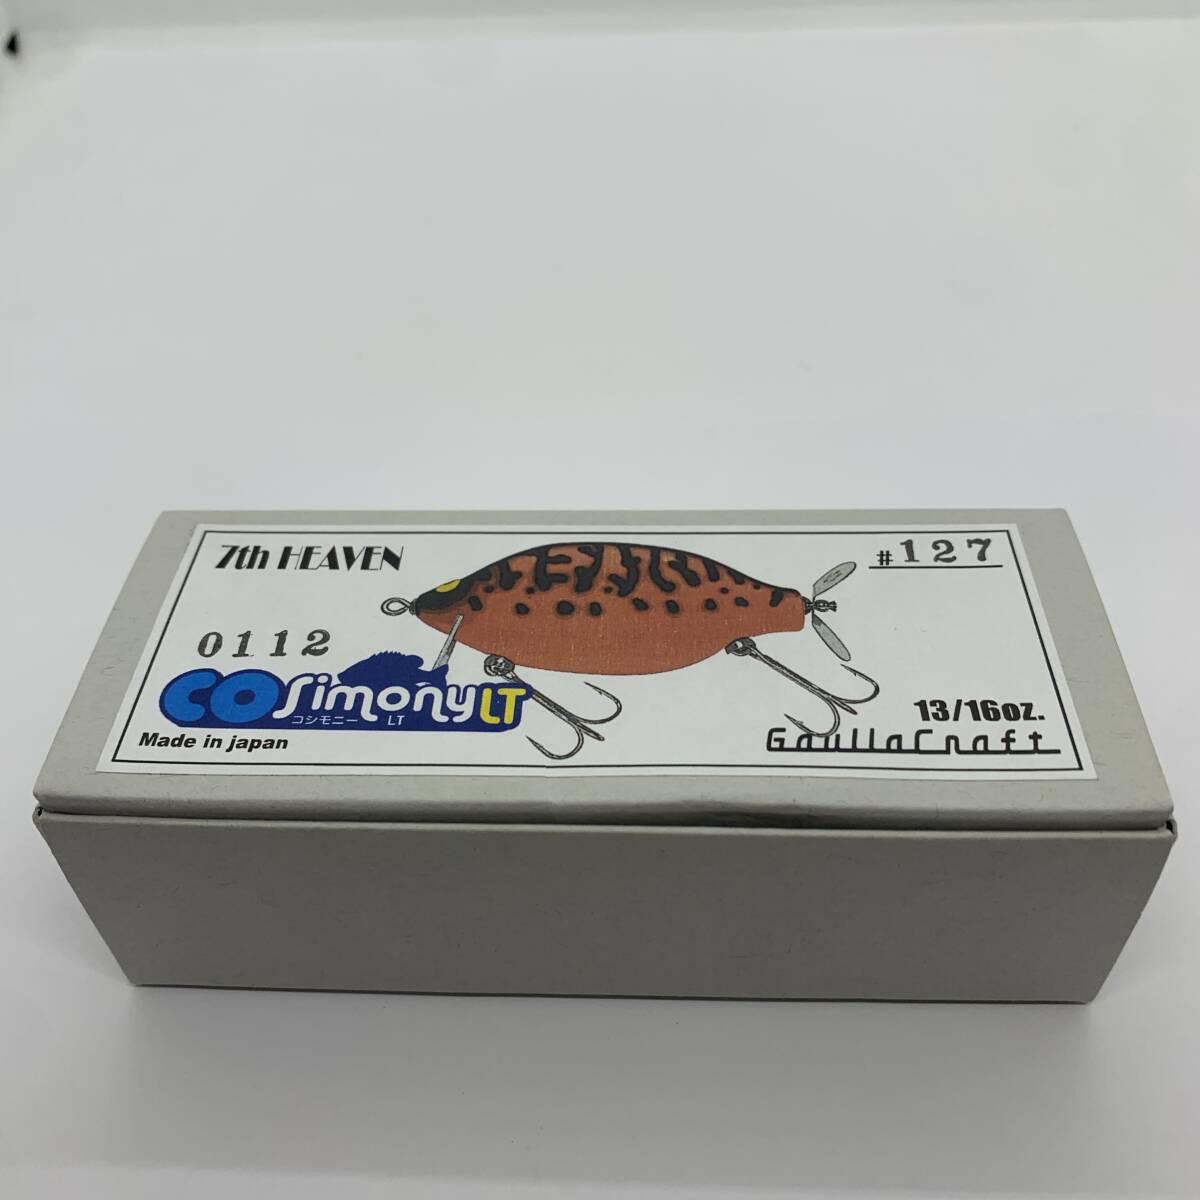 7th HEAVEN
#127
0112
COSimonyLT
コシモニー LT
Made in japan
13/16oz.
GaullaCraft